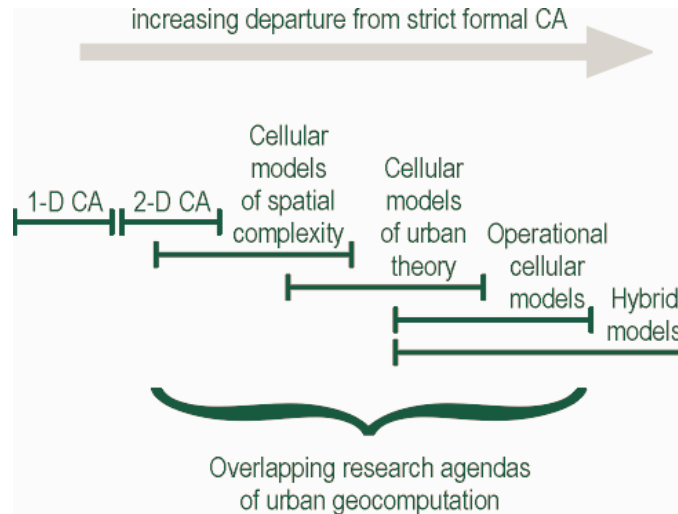 increasing departure from strict formal CA
1-D CA
2-D CA
Cellular
models
of spatial
complexity
Cellular
models
of urban
theory
Operational
cellular
models
Hybrid
models
Overlapping research agendas
of urban geocomputation